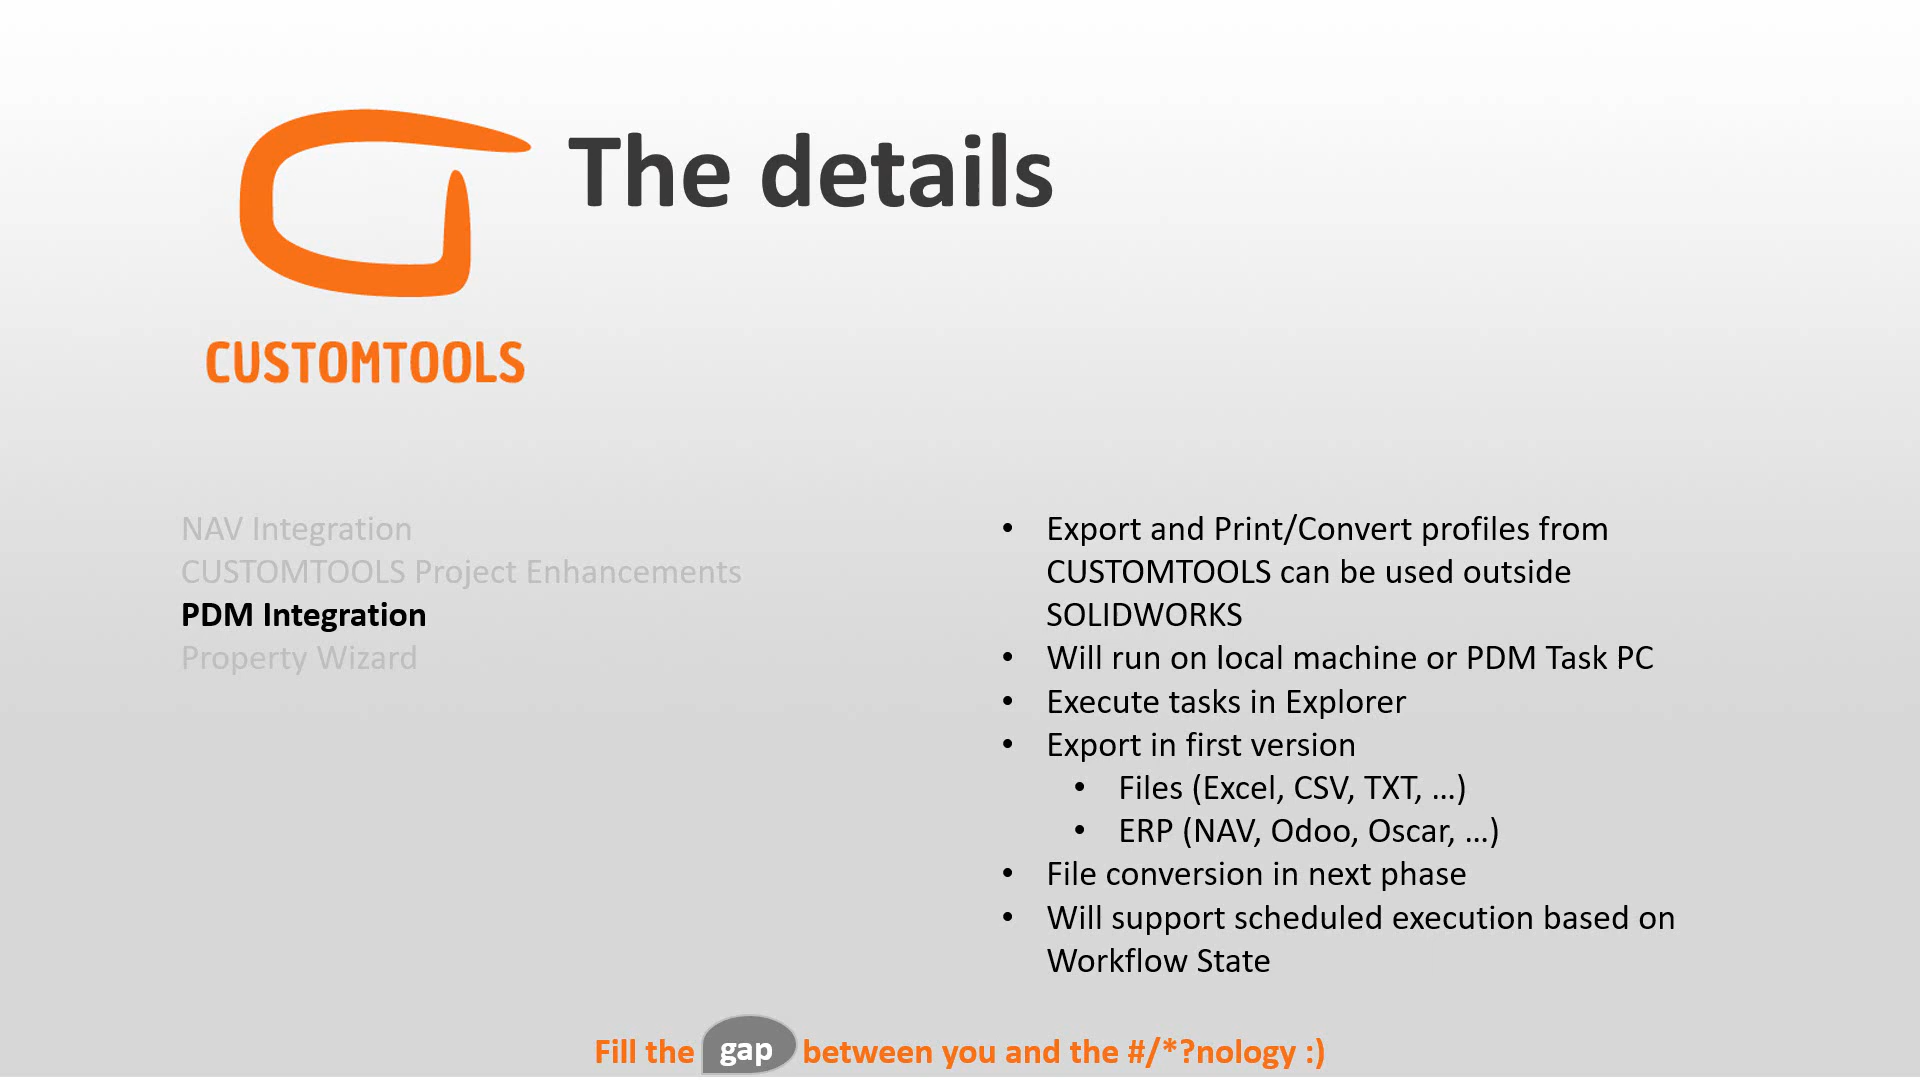 The details
CUSTOMTOOLS
NAV Integration
CUSTOMTOOLS Project Enhancements
PDM Integration
Property Wizard
• Export and Print/Convert profiles from
CUSTOMTOOLS can be used outside
SOLIDWORKS
• Will run on local machine or PDM Task PC
• Execute tasks in Explorer
• Export in first version
• Files (Excel, CSV, TXT, …)
• ERP (NAV, Odoo, Oscar, …)
• File conversion in next phase
• Will support scheduled execution based on
Workflow State
Fill the gap between you and the #/*?nology :)